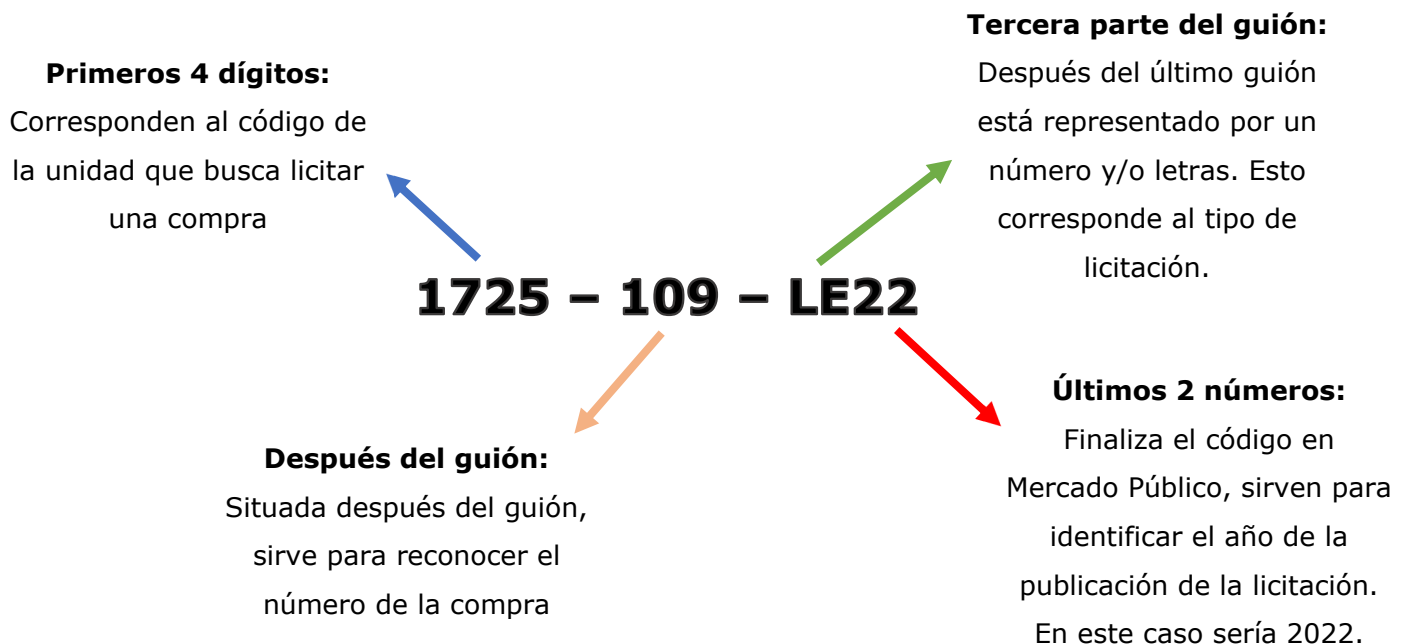 Primeros 4 dígitos:
Corresponden al código de
la unidad que busca licitar
una compra
Tercera parte del guión:
Después del último guión
está representado por un
número y/o letras. Esto
corresponde al tipo de
licitación.
1725 – 109 – LE22
Después del guión:
Situada después del guión,
sirve para reconocer el
número de la compra
Últimos 2 números:
Finaliza el código en
Mercado Público, sirven para
identificar el año de la
publicación de la licitación.
En este caso sería 2022.